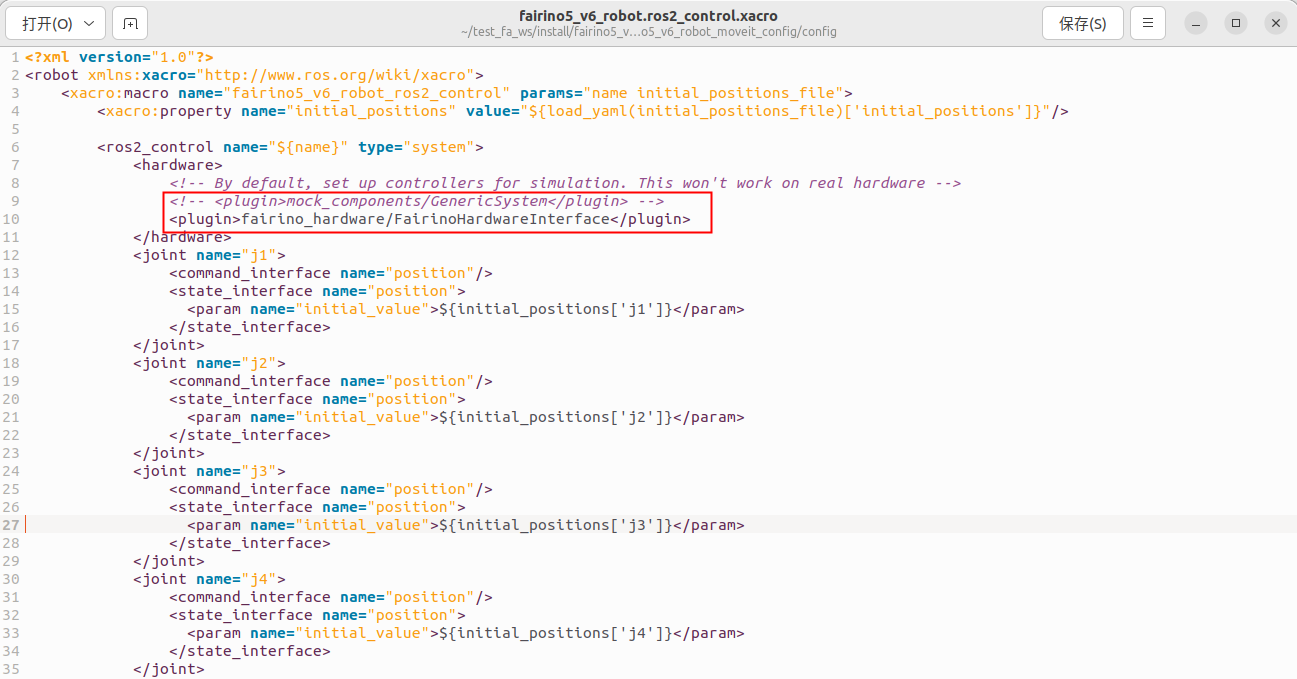 打开(O)
fairino5_v6_robot.ros2_control.xacro
~/test_fa_ws/install/fairino5_v...o5_v6_robot_moveit_config/config
保存(S)
1 <?xml version="1.0"?>
2 <robot xmlns:xacro="http://www.ros.org/wiki/xacro">
3 <xacro:macro name="fairino5_v6_robot_ros2_control" params="name initial_positions_file">
4 <xacro:property name="initial_positions" value="${load_yaml(initial_positions_file)['initial_positions']}"/>
5
6 <ros2_control name="${name}" type="system">
7 <hardware>
8 <!-- By default, set up controllers for simulation. This won't work on real hardware -->
9 <!-- <plugin>mock_components/GenericSystem</plugin> -->
10 <plugin>fairino_hardware/FairinoHardwareInterface</plugin>
11 </hardware>
12 <joint name="j1">
13 <command_interface name="position"/>
14 <state_interface name="position">
15 <param name="initial_value">${initial_positions['j1']}</param>
16 </state_interface>
17 </joint>
18 <joint name="j2">
19 <command_interface name="position"/>
20 <state_interface name="position">
21 <param name="initial_value">${initial_positions['j2']}</param>
22 </state_interface>
23 </joint>
24 <joint name="j3">
25 <command_interface name="position"/>
26 <state_interface name="position">
27 <param name="initial_value">${initial_positions['j3']}</param>
28 </state_interface>
29 </joint>
30 <joint name="j4">
31 <command_interface name="position"/>
32 <state_interface name="position">
33 <param name="initial_value">${initial_positions['j4']}</param>
34 </state_interface>
35 </joint>